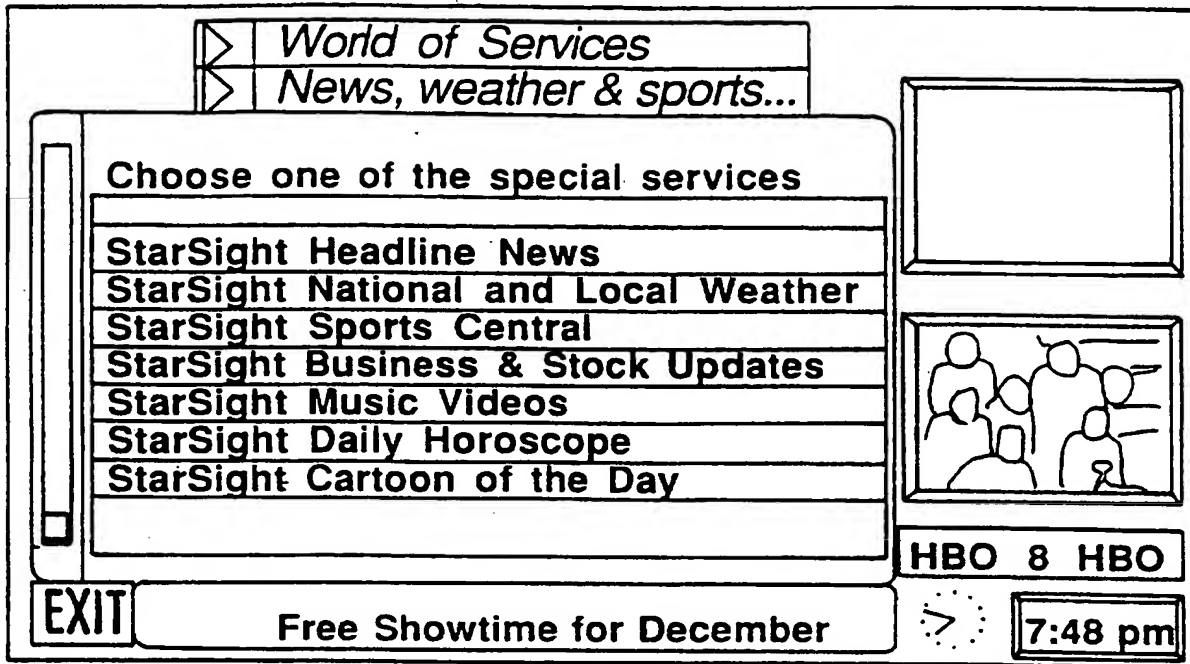 World of Services
News, weather & sports...
Choose one of the special services
StarSight Headline News
StarSight National and Local Weather
StarSight Sports Central
StarSight Business & Stock Updates
StarSight Music Videos
StarSight Daily Horoscope
StarSight Cartoon of the Day
HBO 8 HBO
EXIT
Free Showtime for December
7:48 pm